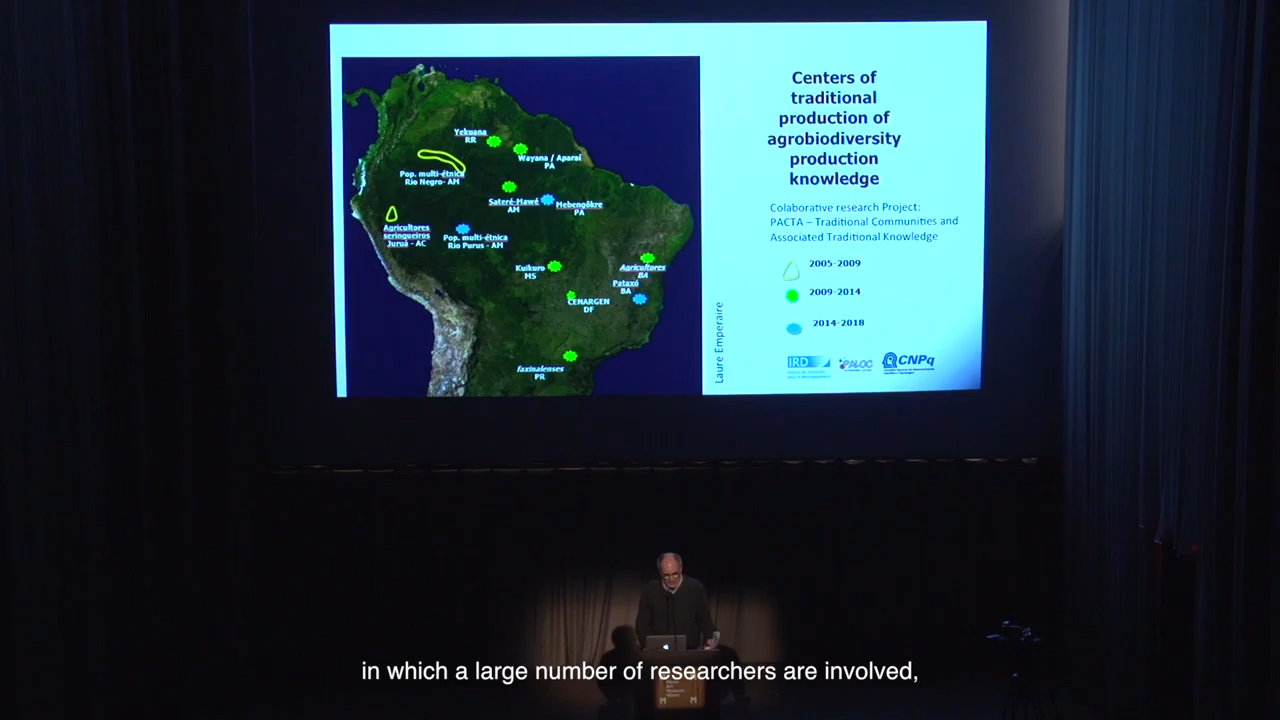 Centers of
traditional
production of
agrobiodiversity
production
knowledge
Colaborative research Project:
PACTA – Traditional Communities and
Associated Traditional Knowledge
2005-2009
2009-2014
2014-2018
IRD
PALOC
CNPq
Laure Emperaire
Yekuana
RR
Wayana / Aparai
PA
Pop. multi-étnica
Rio Negro- AM
Sateré-Mawé
AM
Mebengôkre
PA
Agricultores
seringueiros
Juruá - AC
Pop. multi-étnica
Rio Purus - AM
Kuikuro
MS
Agricultores
BA
Pataxó
BA
CENARGEN
DF
faxinalenses
PR
in which a large number of researchers are involved,